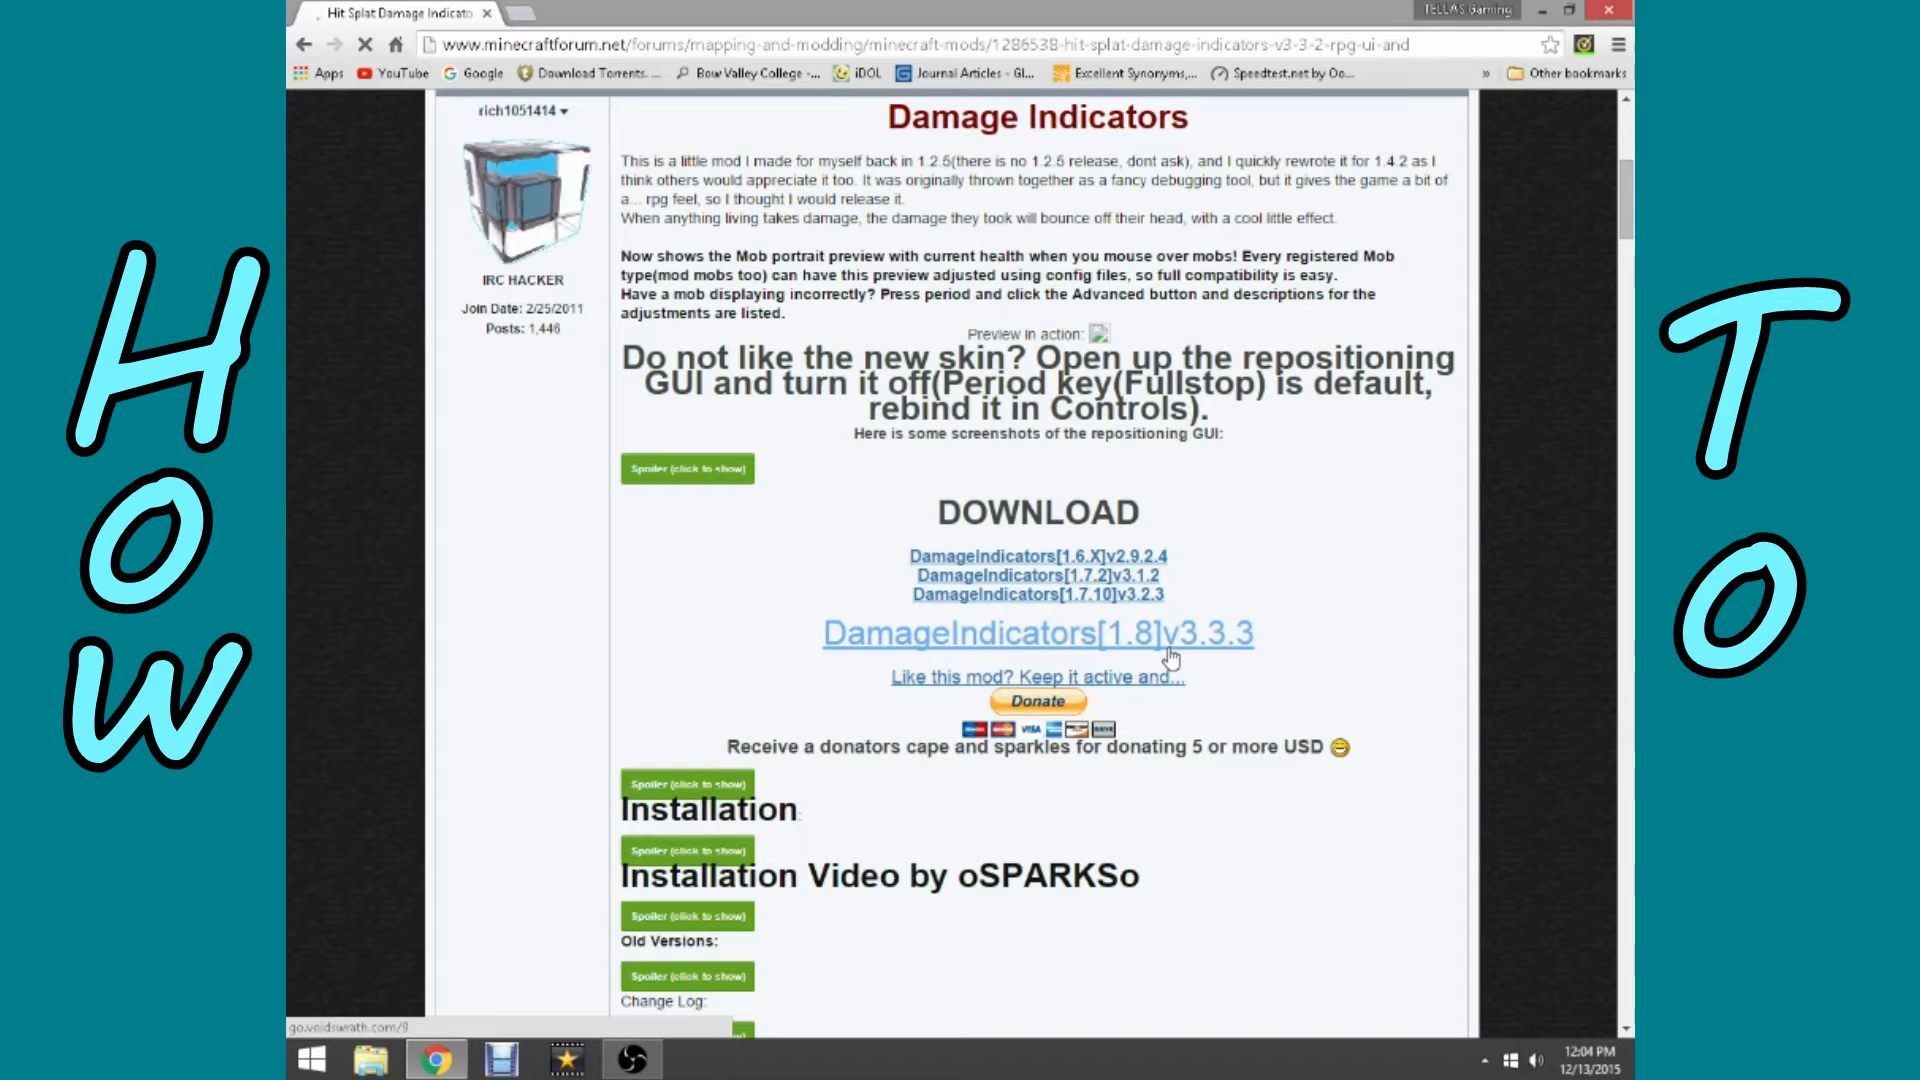 How
To
Hit Splat Damage Indicato
TELLAS Gaming
www.minecraftforum.net/forums/mapping-and-modding/minecraft-mods/1286538-hit-splat-damage-indicators-v3-3-2-rpg-ui-and
Apps YouTube Google Download Torrents. ... Bow Valley College -... iDOL Journal Articles - Gl... Excellent Synonyms,... Speedtest.net by Oo... » Other bookmarks
rich1051414
IRC HACKER
Join Date: 2/25/2011
Posts: 1,446
Damage Indicators
This is a little mod I made for myself back in 1.2.5(there is no 1.2.5 release, dont ask), and I quickly rewrote it for 1.4.2 as I
think others would appreciate it too. It was originally thrown together as a fancy debugging tool, but it gives the game a bit of
a... rpg feel, so I thought I would release it.
When anything living takes damage, the damage they took will bounce off their head, with a cool little effect.
Now shows the Mob portrait preview with current health when you mouse over mobs! Every registered Mob
type(mod mobs too) can have this preview adjusted using config files, so full compatibility is easy.
Have a mob displaying incorrectly? Press period and click the Advanced button and descriptions for the
adjustments are listed.
Preview in action:
Do not like the new skin? Open up the repositioning
GUI and turn it off(Period key(Fullstop) is default,
rebind it in Controls).
Here is some screenshots of the repositioning GUI:
Spoiler (click to show)
DOWNLOAD
DamageIndicators[1.6.X]v2.9.2.4
DamageIndicators[1.7.2]v3.1.2
DamageIndicators[1.7.10]v3.2.3
DamageIndicators[1.8]v3.3.3
Like this mod? Keep it active and...
Donate
VISA
Receive a donators cape and sparkles for donating 5 or more USD
Spoiler (click to show)
Installation:
Spoiler (click to show)
Installation Video by oSPARKSo
Spoiler (click to show)
Old Versions:
Spoiler (click to show)
Change Log:
go.voidswrath.com/9
12:04 PM
12/13/2015